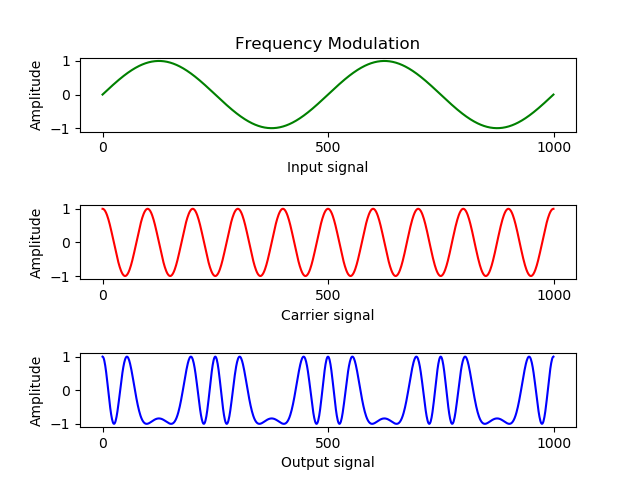 Frequency Modulation
Amplitude
1
0
−1
0 500 1000
Input signal
Amplitude
1
0
−1
0 500 1000
Carrier signal
Amplitude
1
0
−1
0 500 1000
Output signal